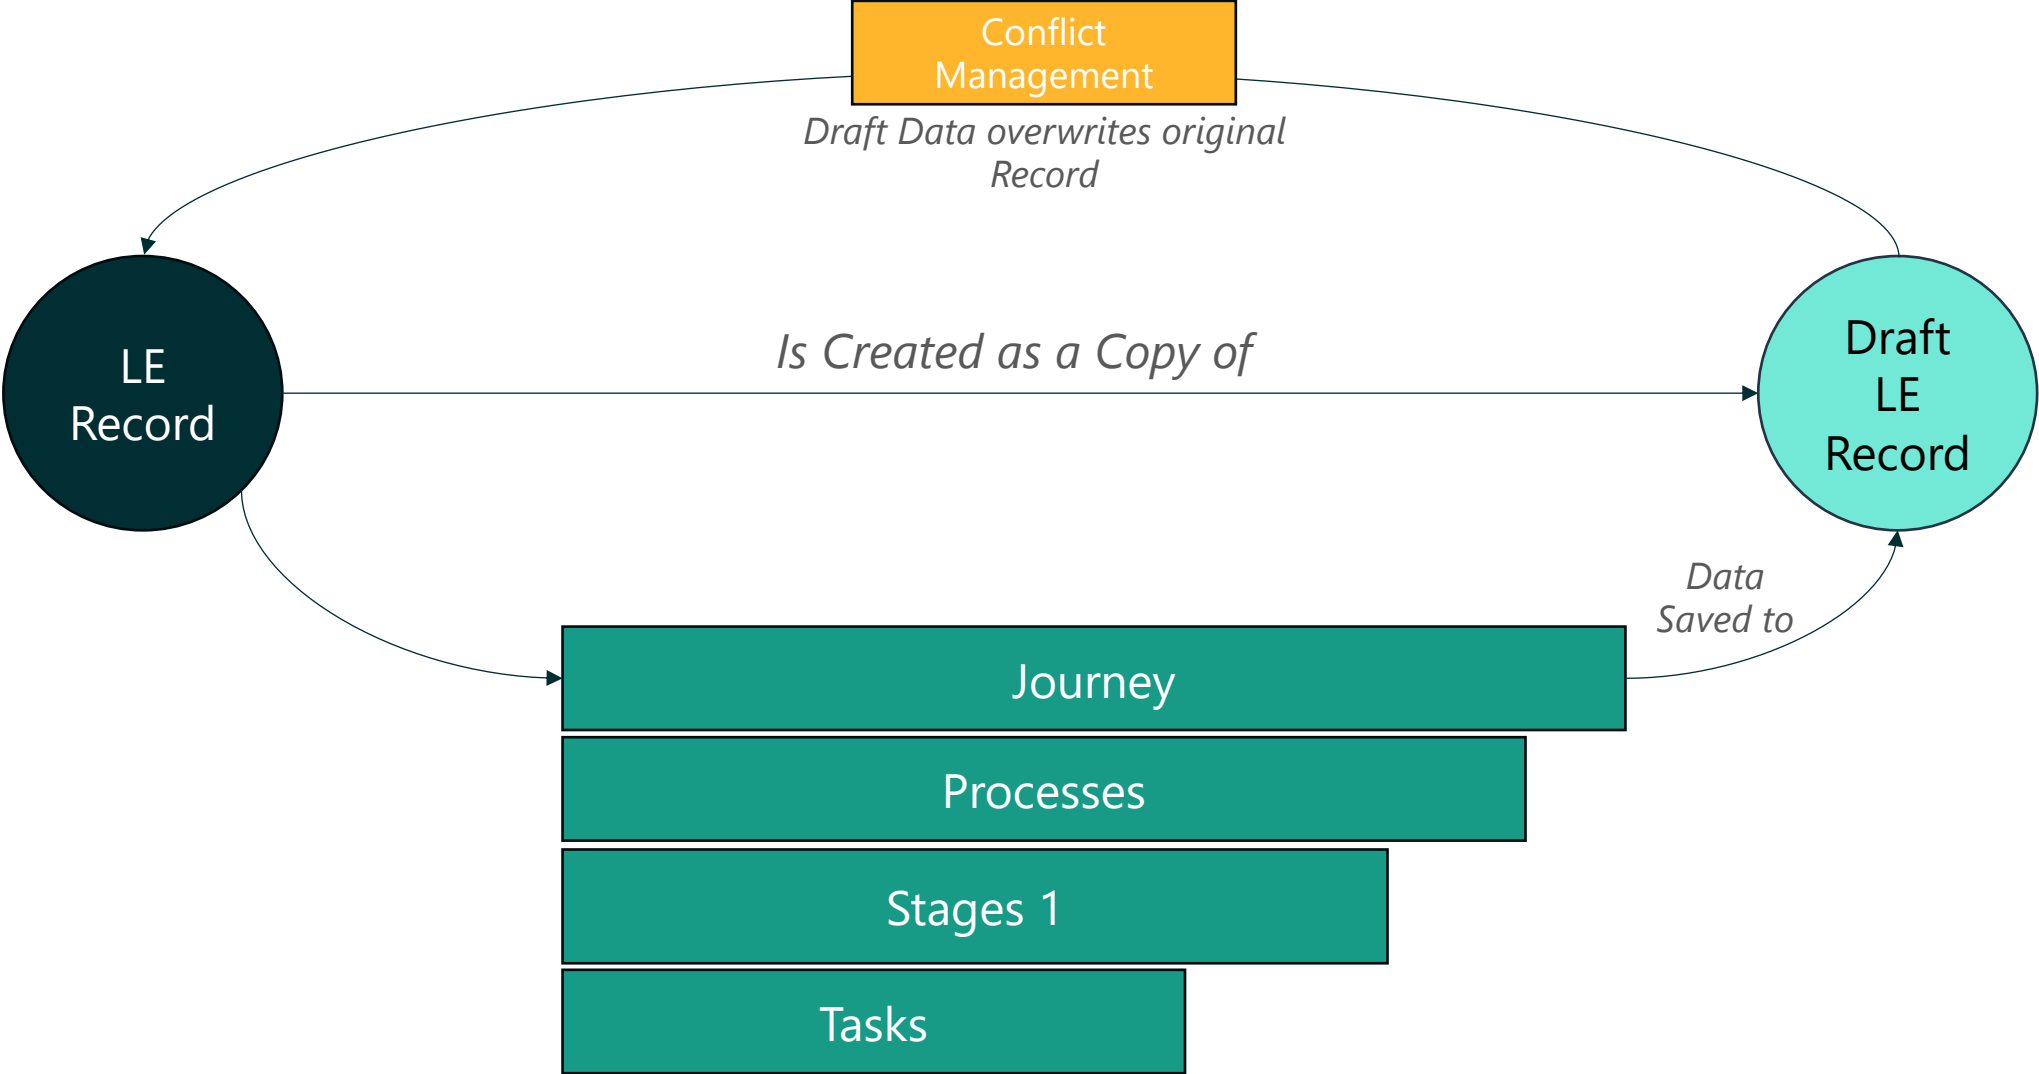 Conflict
Management
Draft Data overwrites original
Record
LE
Record
Is Created as a Copy of
Draft
LE
Record
Data
Saved to
Journey
Processes
Stages 1
Tasks